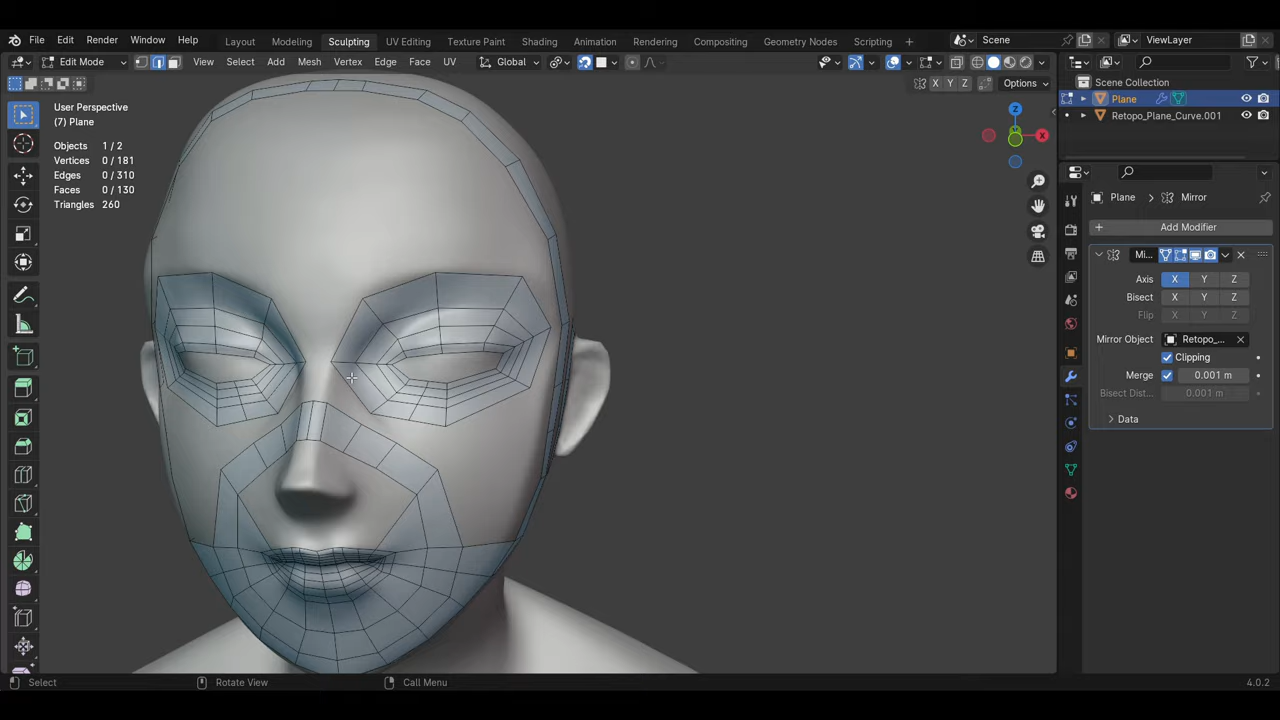 File Edit Render Window Help Layout Modeling Sculpting UV Editing Texture Paint Shading Animation Rendering Compositing Geometry Nodes Scripting + Scene ViewLayer
Edit Mode View Select Add Mesh Vertex Edge Face UV Global
X Y Z Options
Scene Collection
Plane
Retopo_Plane_Curve.001
User Perspective
(7) Plane
Objects 1 / 2
Vertices 0 / 181
Edges 0 / 310
Faces 0 / 130
Triangles 260
Z
X
Plane > Mirror
+ Add Modifier
Mi...
Axis X Y Z
Bisect X Y Z
Flip X Y Z
Mirror Object Retopo_...
Clipping
Merge 0.001 m
Bisect Dist... 0.001 m
Data
Select Rotate View Call Menu 4.0.2